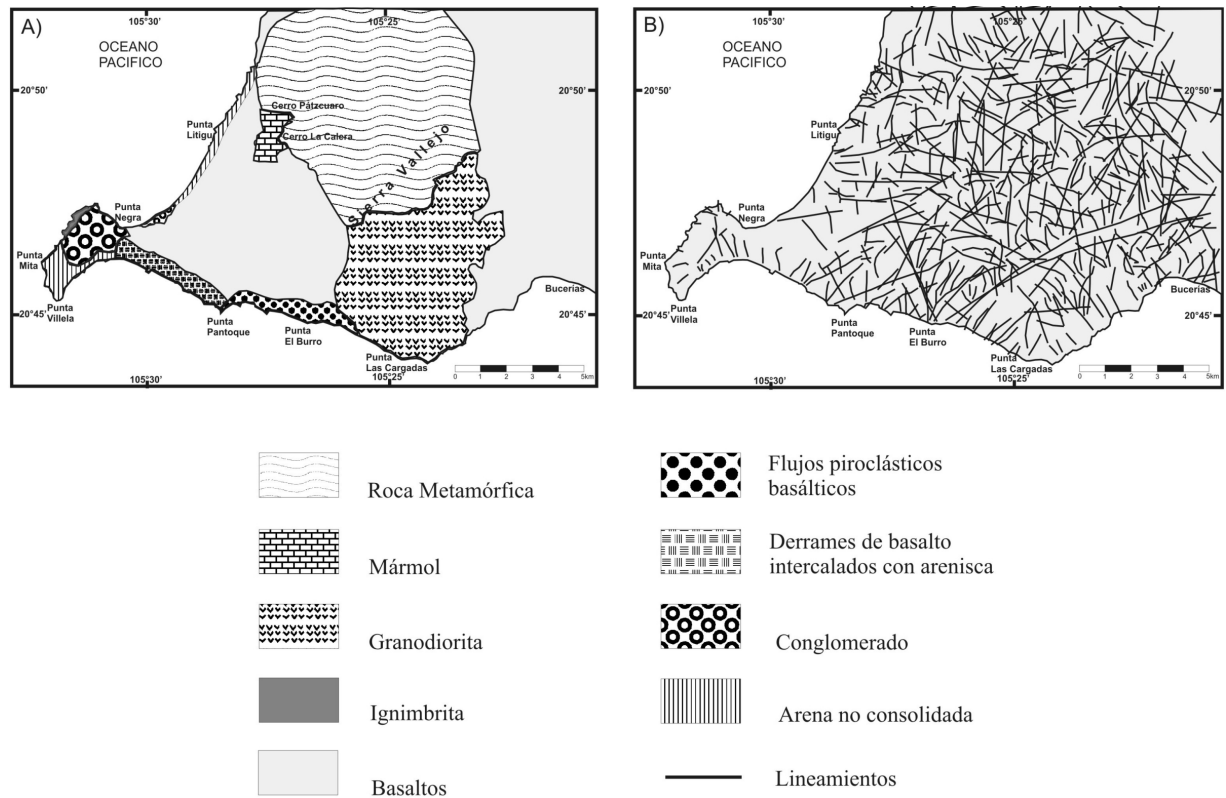 A)
105°30'
105°25'
OCEANO
PACIFICO
20°50'
Cerro Pátzcuaro
Punta
Litigu
Cerro La Calera
Sierra Vallejo
Punta
Negra
Punta
Mita
Punta
Villela
Bucerías
20°45'
Punta
Pantoque
Punta
El Burro
Punta
Las Cargadas
0 1 2 3 4 5km
105°30'
105°25'
B)
105°30'
105°25'
OCEANO
PACIFICO
20°50'
20°50'
Punta
Litigu
Punta
Negra
Punta
Mita
Punta
Villela
Bucerías
20°45'
20°45'
Punta
Pantoque
Punta
El Burro
Punta
Las Cargadas
0 1 2 3 4 5km
105°30'
105°25'
Roca Metamórfica
Mármol
Granodiorita
Ignimbrita
Basaltos
Flujos piroclásticos
basálticos
Derrames de basalto
intercalados con arenisca
Conglomerado
Arena no consolidada
Lineamientos